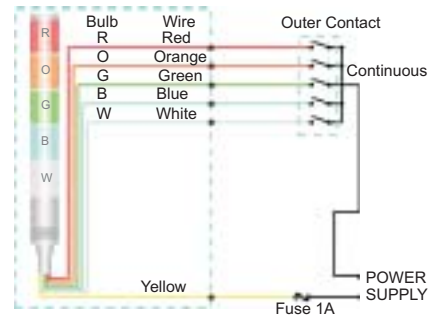 Bulb Wire Outer Contact
R R Red
O O Orange
Continuous
G G Green
B Blue
B W White
W
Yellow
POWER
SUPPLY
Fuse 1A